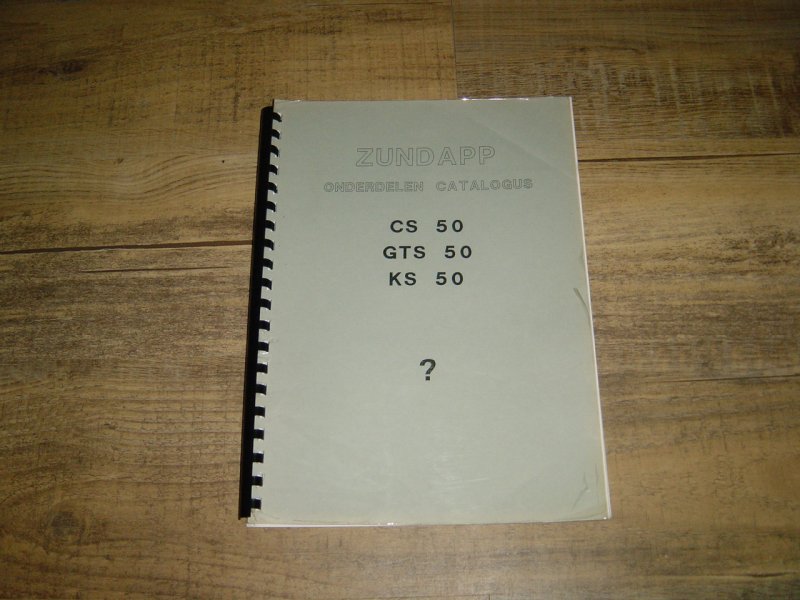 ZUNDAPP
ONDERDELEN CATALOGUS
CS 50
GTS 50
KS 50
?